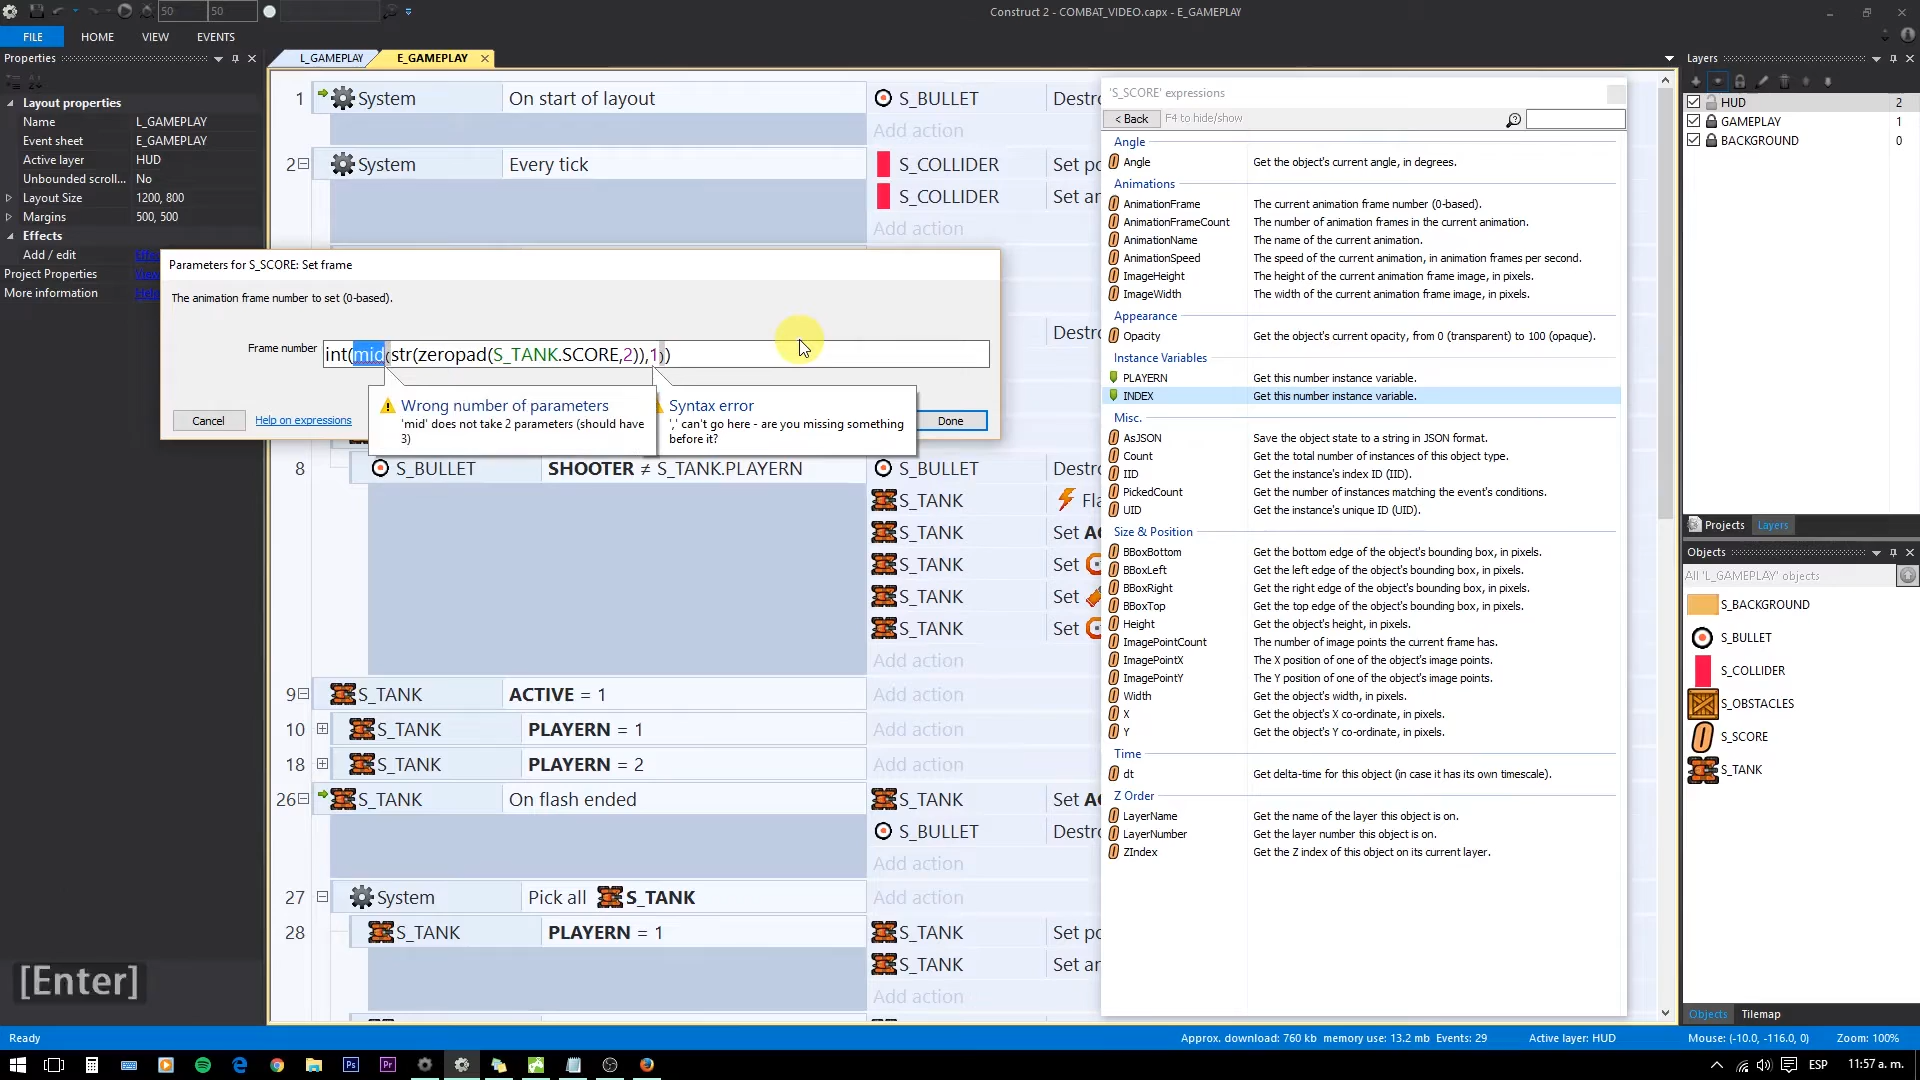 50
50
Construct 2 - COMBAT_VIDEO.capx - E_GAMEPLAY
FILE
HOME
VIEW
EVENTS
Properties
Layout properties
Name L_GAMEPLAY
Event sheet E_GAMEPLAY
Active layer HUD
Unbounded scroll... No
Layout Size 1200, 800
Margins 500, 500
Effects
Add / edit
Project Properties
More information
L_GAMEPLAY
E_GAMEPLAY
1 System On start of layout S_BULLET Destro
Add action
2 System Every tick S_COLLIDER Set po
S_COLLIDER Set an
Add action
Destro
Parameters for S_SCORE: Set frame
The animation frame number to set (0-based).
Frame number int(mid(str(zeropad(S_TANK.SCORE,2)),1))
Wrong number of parameters
'mid' does not take 2 parameters (should have 3)
Syntax error
',' can't go here - are you missing something before it?
Cancel
Help on expressions
Done
8 S_BULLET SHOOTER ≠ S_TANK.PLAYERN S_BULLET Destro
S_TANK Fla
S_TANK Set AC
S_TANK Set
S_TANK Set
S_TANK Set
Add action
9 S_TANK ACTIVE = 1 Add action
10 S_TANK PLAYERN = 1 Add action
18 S_TANK PLAYERN = 2 Add action
26 S_TANK On flash ended S_TANK Set AC
S_BULLET Destro
Add action
27 System Pick all S_TANK Add action
28 S_TANK PLAYERN = 1 S_TANK Set po
S_TANK Set an
Add action
[Enter]
'S_SCORE' expressions
< Back
F4 to hide/show
Angle
Angle Get the object's current angle, in degrees.
Animations
AnimationFrame The current animation frame number (0-based).
AnimationFrameCount The number of animation frames in the current animation.
AnimationName The name of the current animation.
AnimationSpeed The speed of the current animation, in animation frames per second.
ImageHeight The height of the current animation frame image, in pixels.
ImageWidth The width of the current animation frame image, in pixels.
Appearance
Opacity Get the object's current opacity, from 0 (transparent) to 100 (opaque).
Instance Variables
PLAYERN Get this number instance variable.
INDEX Get this number instance variable.
Misc.
AsJSON Save the object state to a string in JSON format.
Count Get the total number of instances of this object type.
IID Get the instance's index ID (IID).
PickedCount Get the number of instances matching the event's conditions.
UID Get the instance's unique ID (UID).
Size & Position
BBoxBottom Get the bottom edge of the object's bounding box, in pixels.
BBoxLeft Get the left edge of the object's bounding box, in pixels.
BBoxRight Get the right edge of the object's bounding box, in pixels.
BBoxTop Get the top edge of the object's bounding box, in pixels.
Height Get the object's height, in pixels.
ImagePointCount The number of image points the current frame has.
ImagePointX The X position of one of the object's image points.
ImagePointY The Y position of one of the object's image points.
Width Get the object's width, in pixels.
X Get the object's X co-ordinate, in pixels.
Y Get the object's Y co-ordinate, in pixels.
Time
dt Get delta-time for this object (in case it has its own timescale).
Z Order
LayerName Get the name of the layer this object is on.
LayerNumber Get the layer number this object is on.
ZIndex Get the Z index of this object on its current layer.
Layers
HUD 2
GAMEPLAY 1
BACKGROUND 0
Projects
Layers
Objects
All 'L_GAMEPLAY' objects
S_BACKGROUND
S_BULLET
S_COLLIDER
S_OBSTACLES
S_SCORE
S_TANK
Objects
Tilemap
Ready
Approx. download: 760 kb memory use: 13.2 mb Events: 29
Active layer: HUD
Mouse: (-10.0, -116.0, 0)
Zoom: 100%
Ps
Pr
ESP
11:57 a. m.